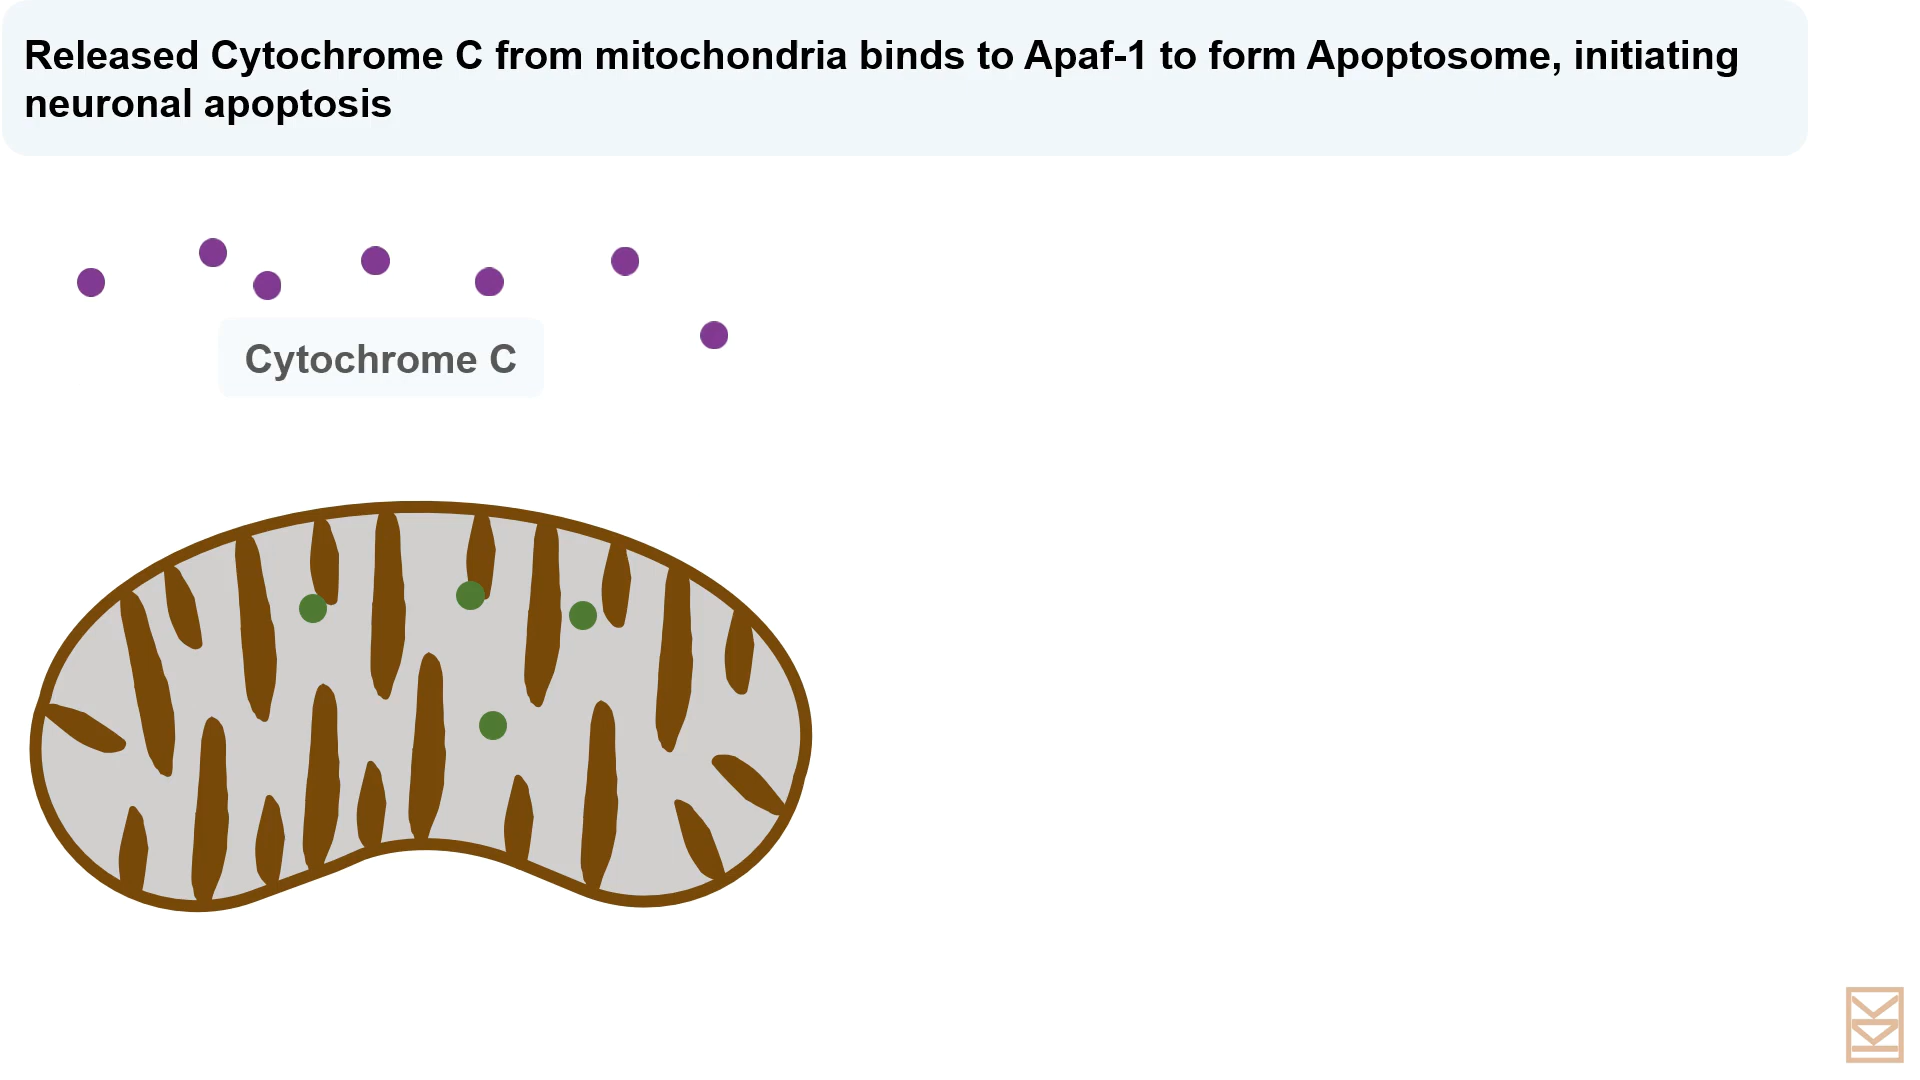 Released Cytochrome C from mitochondria binds to Apaf-1 to form Apoptosome, initiating
neuronal apoptosis
Cytochrome C